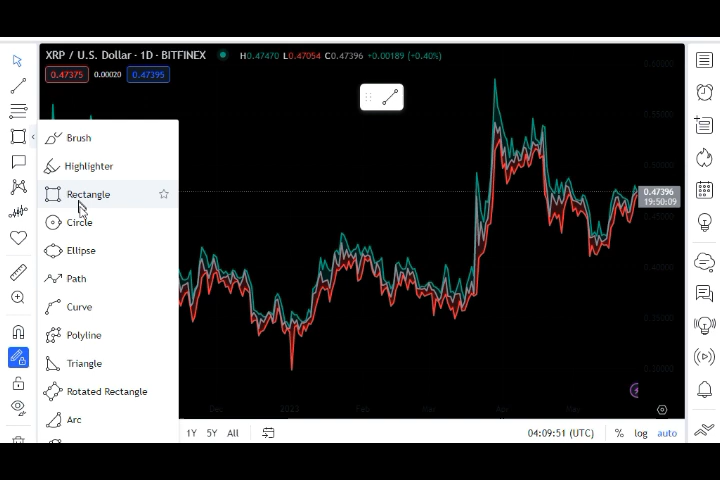 XRP / U.S. Dollar · 1D · BITFINEX H0.47470 L0.47054 C0.47396 +0.00189 (+0.40%)
0.47375 0.00020 0.47395
Brush
Highlighter
Rectangle
Circle
Ellipse
Path
Curve
Polyline
Triangle
Rotated Rectangle
Arc
0.47396
19:50:09
2023 Feb
1Y 5Y All
04:09:51 (UTC) % log auto